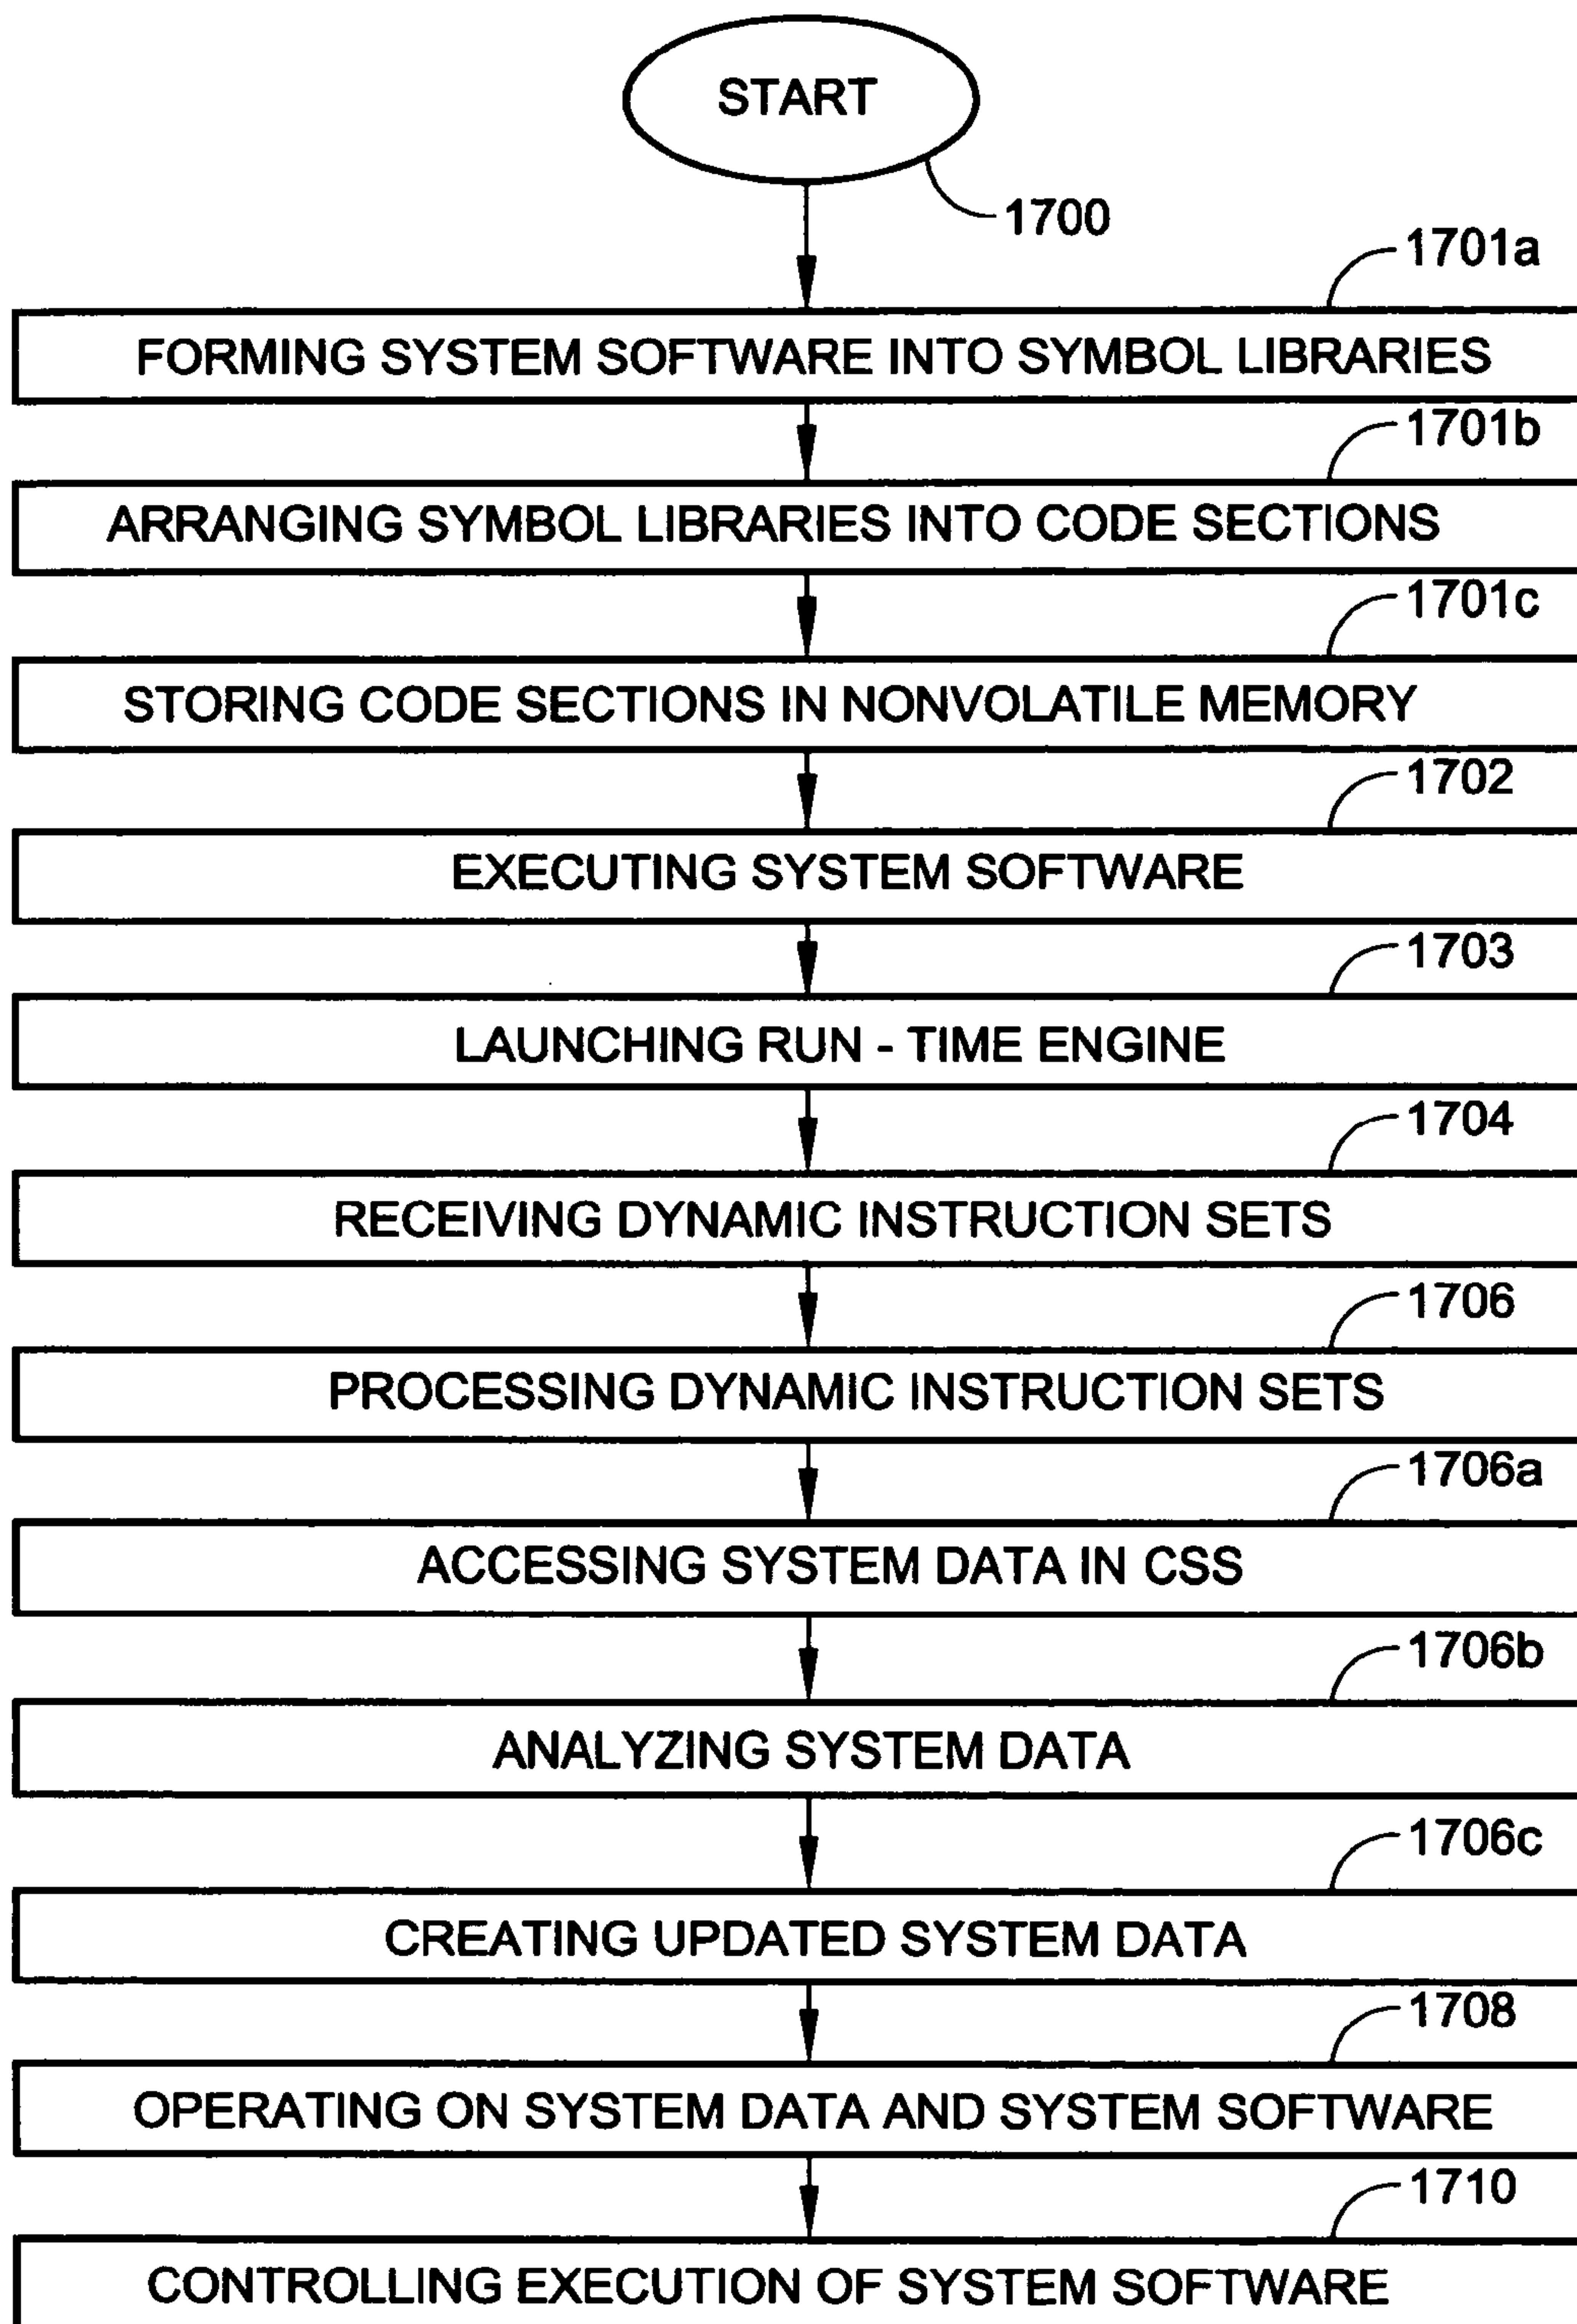 START
1700
1701a
FORMING SYSTEM SOFTWARE INTO SYMBOL LIBRARIES
1701b
ARRANGING SYMBOL LIBRARIES INTO CODE SECTIONS
1701c
STORING CODE SECTIONS IN NONVOLATILE MEMORY
1702
EXECUTING SYSTEM SOFTWARE
1703
LAUNCHING RUN - TIME ENGINE
1704
RECEIVING DYNAMIC INSTRUCTION SETS
1706
PROCESSING DYNAMIC INSTRUCTION SETS
1706a
ACCESSING SYSTEM DATA IN CSS
1706b
ANALYZING SYSTEM DATA
1706c
CREATING UPDATED SYSTEM DATA
1708
OPERATING ON SYSTEM DATA AND SYSTEM SOFTWARE
1710
CONTROLLING EXECUTION OF SYSTEM SOFTWARE